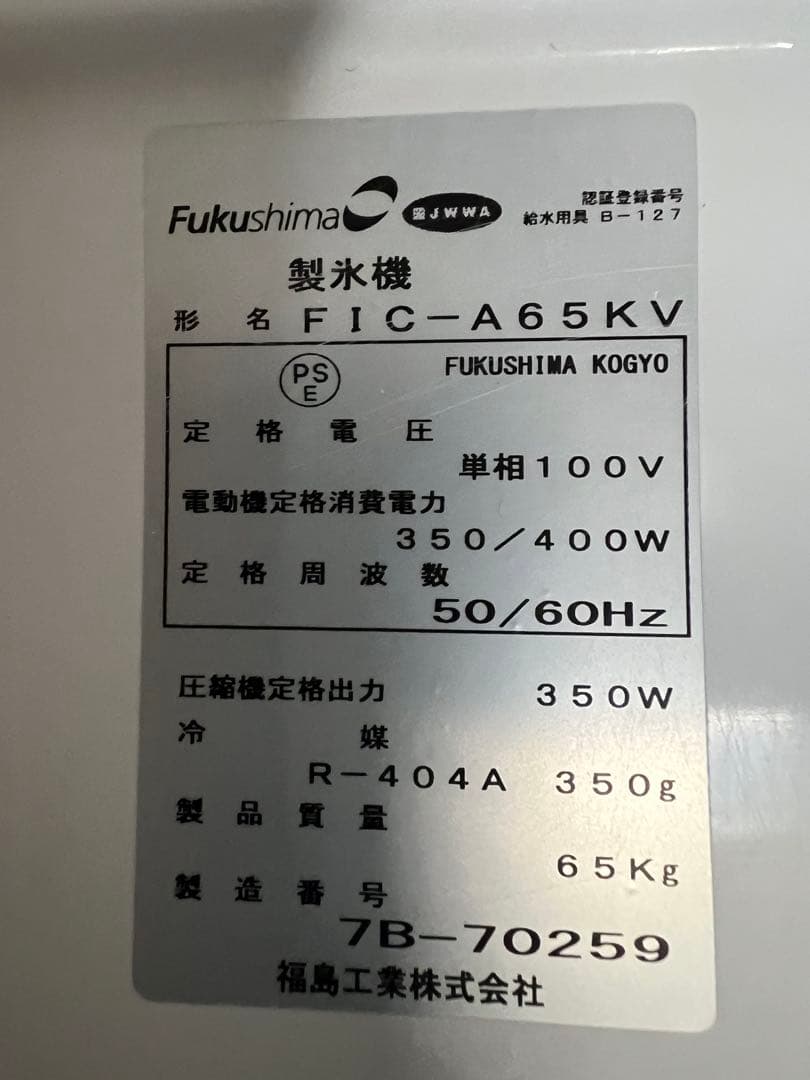 Fukushima JWWA 認証登録番号
給水用具 B-127
製氷機
形名 FIC-A65KV
PSE FUKUSHIMA KOGYO
定格電圧
単相100V
電動機定格消費電力
350/400W
定格周波数
50/60Hz
圧縮機定格出力 350W
冷媒
R-404A 350g
製品質量
65Kg
製造番号
7B-70259
福島工業株式会社